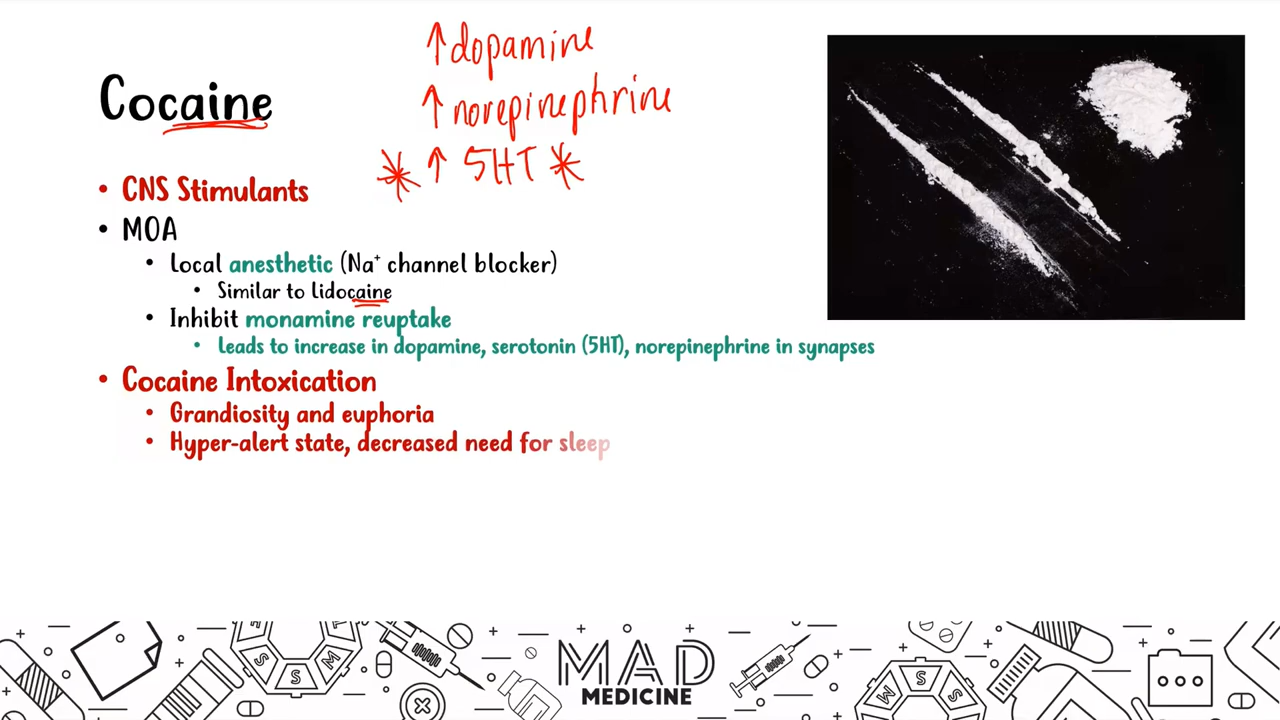 ↑ dopamine
↑ norepinephrine
* ↑ 5HT *
Cocaine
• CNS Stimulants
• MOA
• Local anesthetic (Na⁺ channel blocker)
• Similar to Lidocaine
• Inhibit monamine reuptake
• Leads to increase in dopamine, serotonin (5HT), norepinephrine in synapses
• Cocaine Intoxication
• Grandiosity and euphoria
• Hyper-alert state, decreased need for sleep
S S M
M S S
MAD
MEDICINE